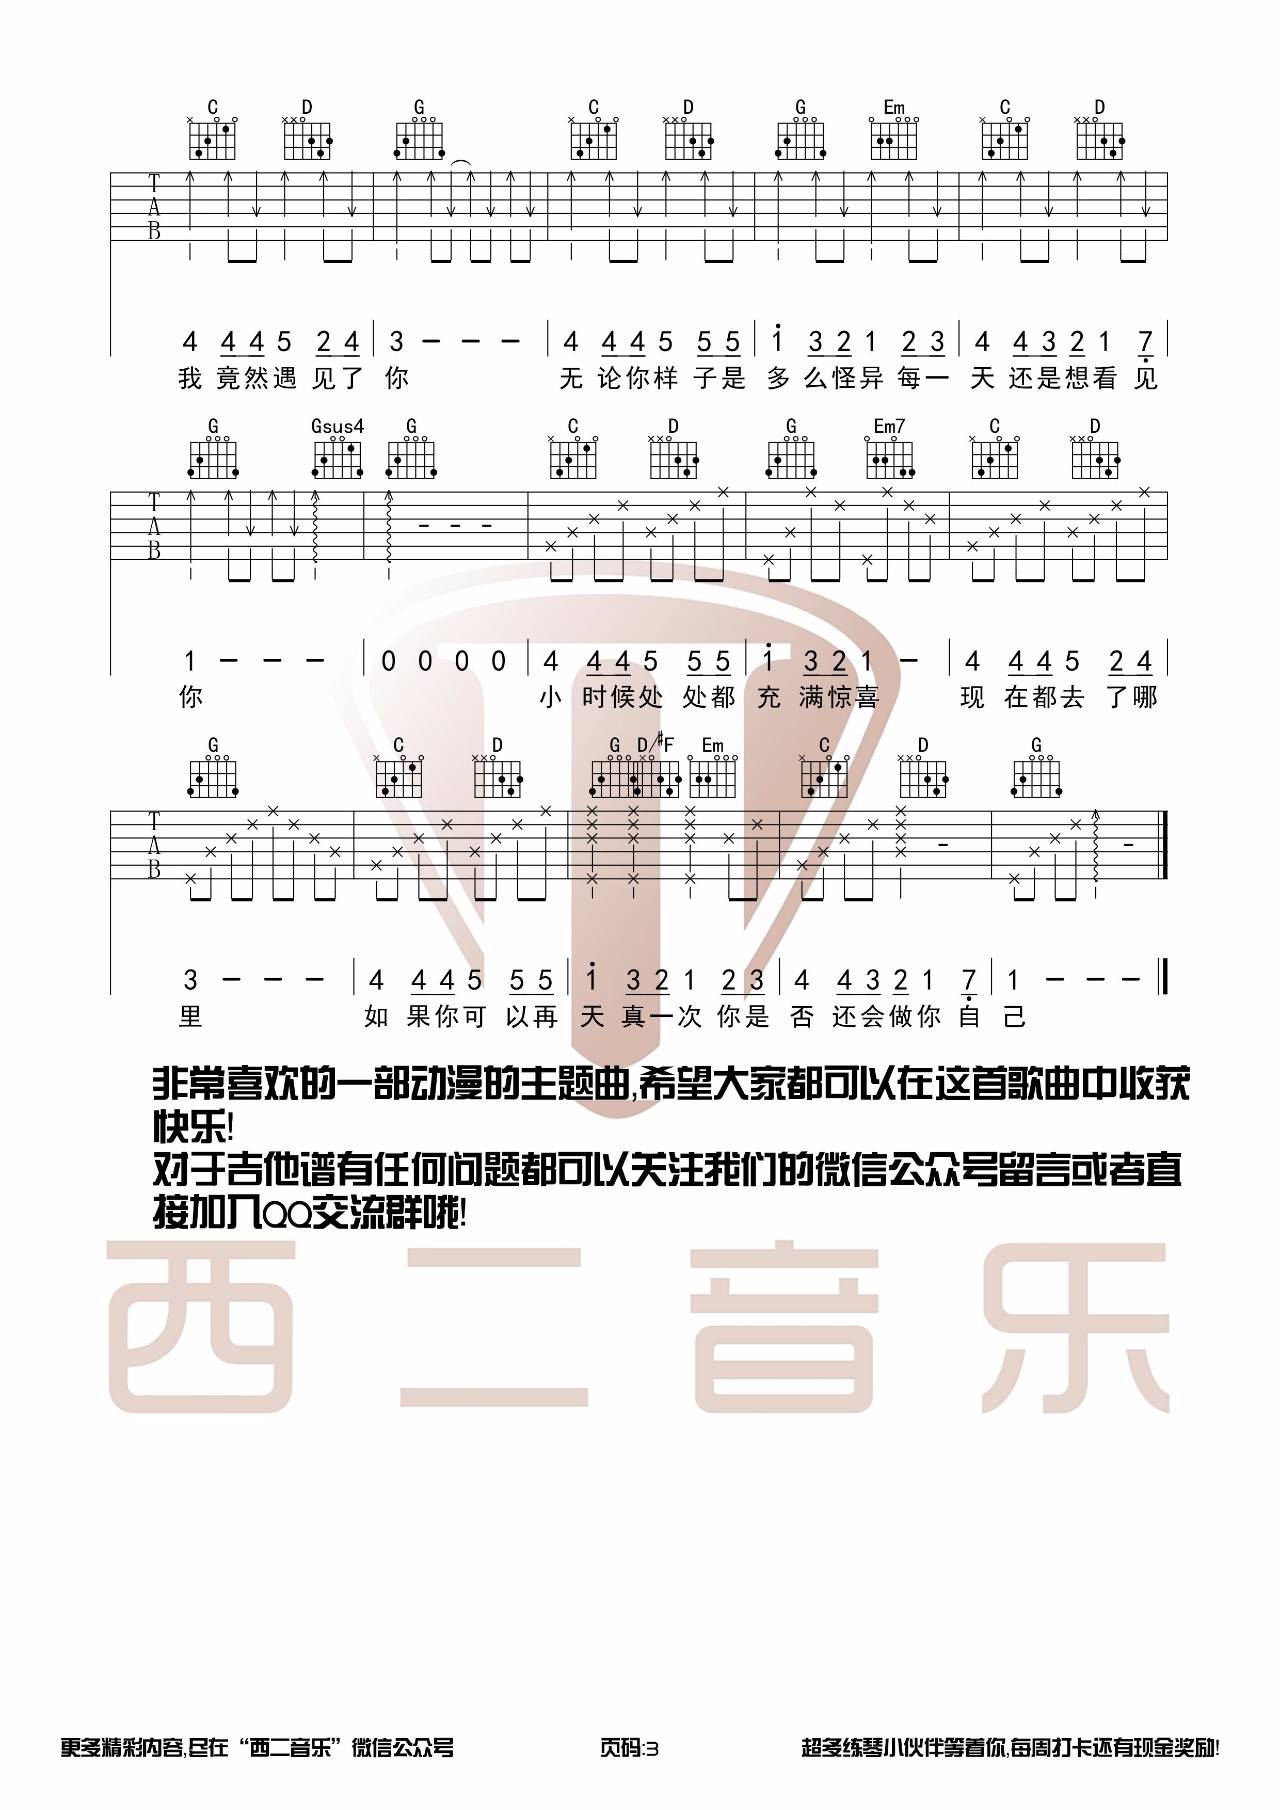 C D G C D G Em C D
T A B
4 4 4 5 2 4 3 - - - 4 4 4 5 5 5 1 3 2 1 2 3 4 4 3 2 1 7
我 竟然遇 见了 你 无 论你样 子是 多 么怪异 每一 天 还是想看 见
G Gsus4 G C D G Em7 C D
T A B - - -
1 - - - 0 0 0 0 4 4 4 5 5 5 1 3 2 1 - 4 4 4 5 2 4
你 小 时候处 处都 充 满惊喜 现 在都去 了哪
G C D G D/#F Em C D G
T A B - -
3 - - - 4 4 4 5 5 5 1 3 2 1 2 3 4 4 3 2 1 7 1 - - -
里 如 果你可 以再 天 真一次 你是 否 还会做你 自 己
非常喜欢的一部动漫的主题曲,希望大家都可以在这首歌曲中收获
快乐!
对于吉他谱有任何问题都可以关注我们的微信公众号留言或者直
接加入QQ交流群哦!
西二音乐
更多精彩内容,尽在“西二音乐”微信公众号 页码:3 超多练琴小伙伴等着你,每周打卡还有现金奖励!